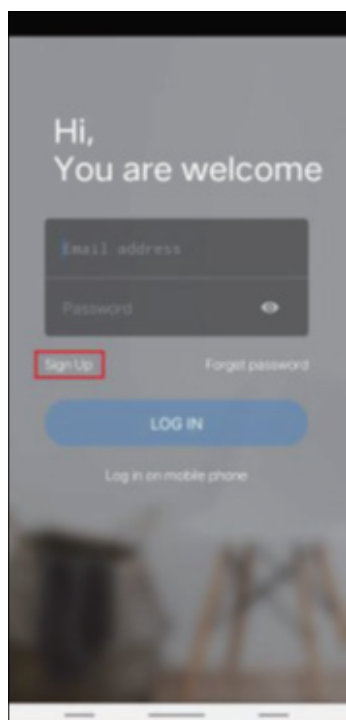 Hi,
You are welcome
Email address
Password
Sign Up
Forget password
LOG IN
Log in on mobile phone